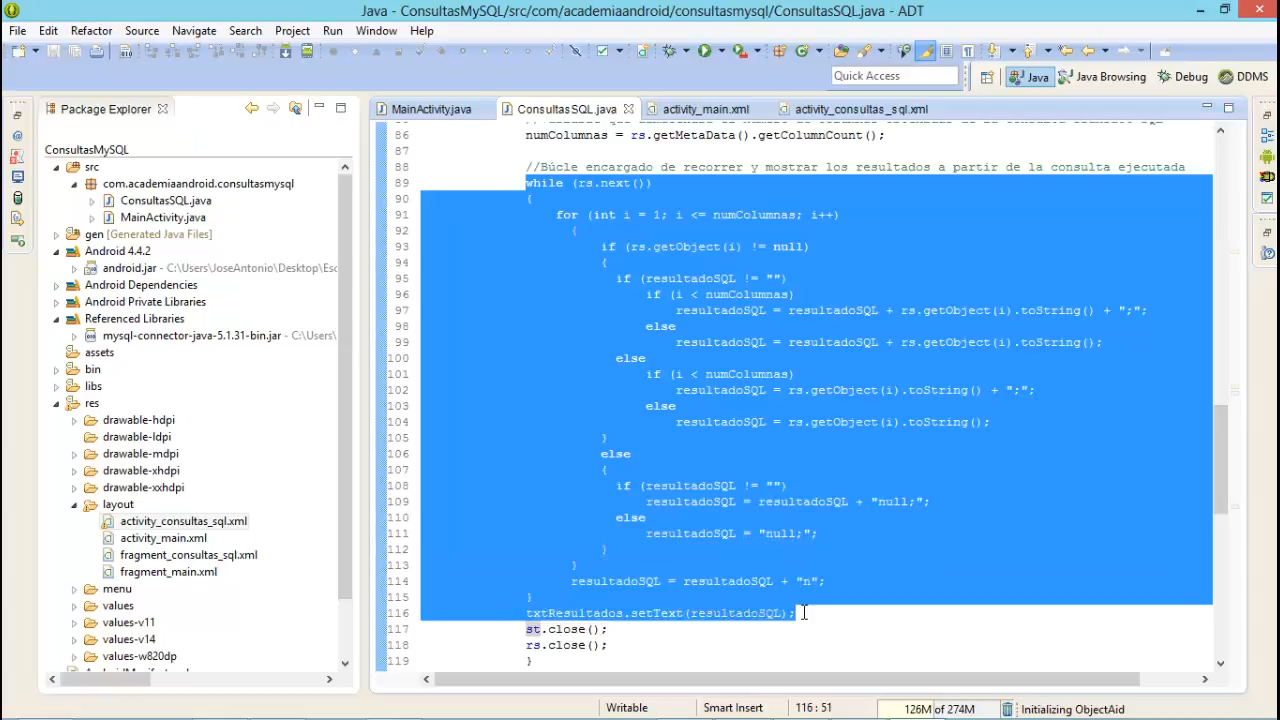 Java - ConsultasMySQL/src/com/academiaandroid/consultasmysql/ConsultasSQL.java - ADT
File Edit Refactor Source Navigate Search Project Run Window Help
Quick Access
Java
Java Browsing
Debug
DDMS
Package Explorer
MainActivity.java
ConsultasSQL.java
activity_main.xml
activity_consultas_sql.xml
ConsultasMySQL
src
com.academiaandroid.consultasmysql
ConsultasSQL.java
MainActivity.java
gen [Generated Java Files]
Android 4.4.2
android.jar - C:\Users\JoseAntonio\Desktop\Esc
Android Dependencies
Android Private Libraries
Referenced Libraries
mysql-connector-java-5.1.31-bin.jar - C:\Users
assets
bin
libs
res
drawable-hdpi
drawable-ldpi
drawable-mdpi
drawable-xhdpi
drawable-xxhdpi
layout
activity_consultas_sql.xml
activity_main.xml
fragment_consultas_sql.xml
fragment_main.xml
menu
values
values-v11
values-v14
values-w820dp
86 numColumnas = rs.getMetaData().getColumnCount();
87
88 //Búcle encargado de recorrer y mostrar los resultados a partir de la consulta ejecutada
89 while (rs.next())
90 {
91 for (int i = 1; i <= numColumnas; i++)
92 {
93 if (rs.getObject(i) != null)
94 {
95 if (resultadoSQL != "")
96 if (i < numColumnas)
97 resultadoSQL = resultadoSQL + rs.getObject(i).toString() + ";";
98 else
99 resultadoSQL = resultadoSQL + rs.getObject(i).toString();
100 else
101 if (i < numColumnas)
102 resultadoSQL = rs.getObject(i).toString() + ";";
103 else
104 resultadoSQL = rs.getObject(i).toString();
105 }
106 else
107 {
108 if (resultadoSQL != "")
109 resultadoSQL = resultadoSQL + "null;";
110 else
111 resultadoSQL = "null;";
112 }
113 }
114 resultadoSQL = resultadoSQL + "n";
115 }
116 txtResultados.setText(resultadoSQL);
117 st.close();
118 rs.close();
119 }
Writable
Smart Insert
116 : 51
126M of 274M
Initializing ObjectAid